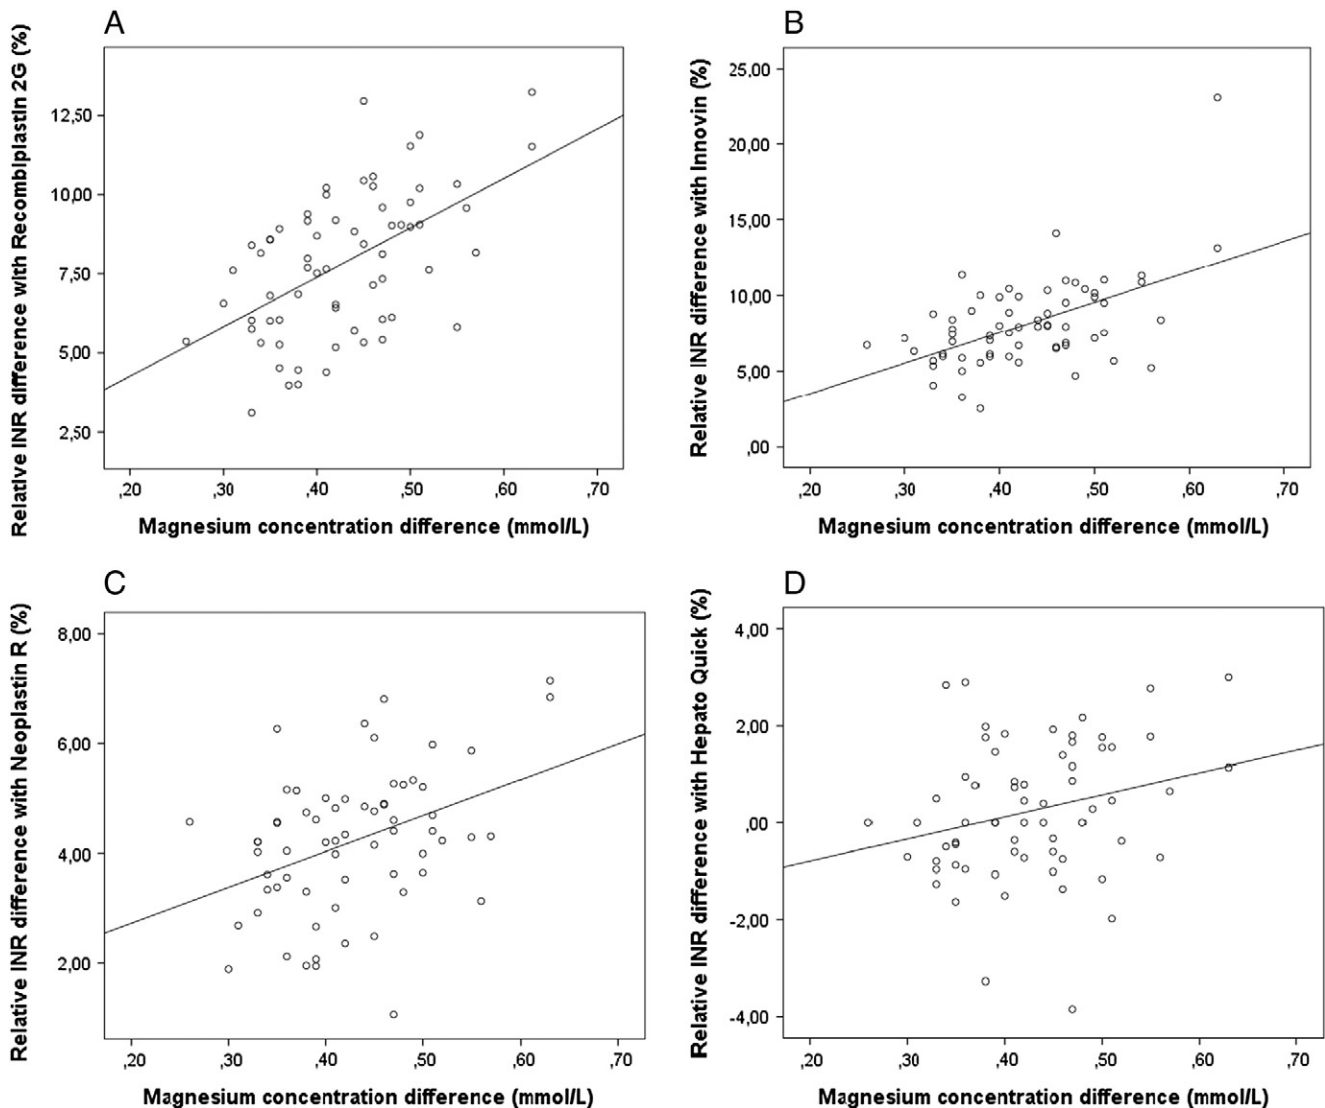 A
Relative INR difference with Recombiplastin 2G (%)
12,50
10,00
7,50
5,00
2,50
,20 ,30 ,40 ,50 ,60 ,70
Magnesium concentration difference (mmol/L)
B
Relative INR difference with Innovin (%)
25,00
20,00
15,00
10,00
5,00
,00
,20 ,30 ,40 ,50 ,60 ,70
Magnesium concentration difference (mmol/L)
C
Relative INR difference with Neoplastin R (%)
8,00
6,00
4,00
2,00
,20 ,30 ,40 ,50 ,60 ,70
Magnesium concentration difference (mmol/L)
D
Relative INR difference with Hepato Quick (%)
4,00
2,00
,00
-2,00
-4,00
,20 ,30 ,40 ,50 ,60 ,70
Magnesium concentration difference (mmol/L)